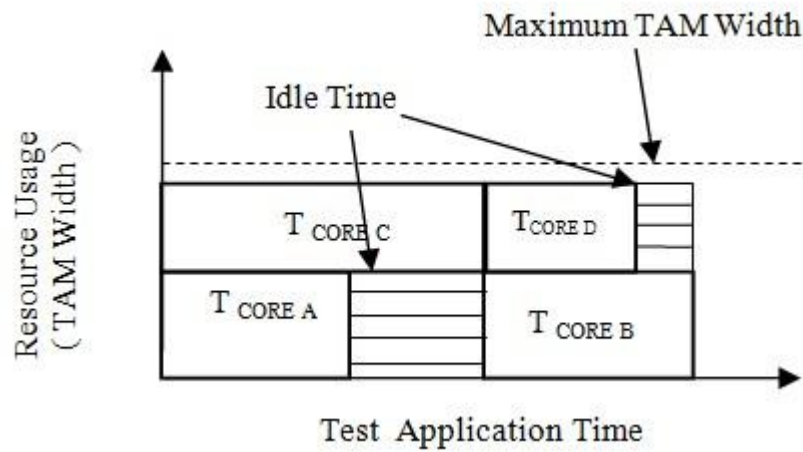 Maximum TAM Width
Idle Time
Resource Usage
( TAM Width )
T CORE C
TCORE D
T CORE A
T CORE B
Test Application Time